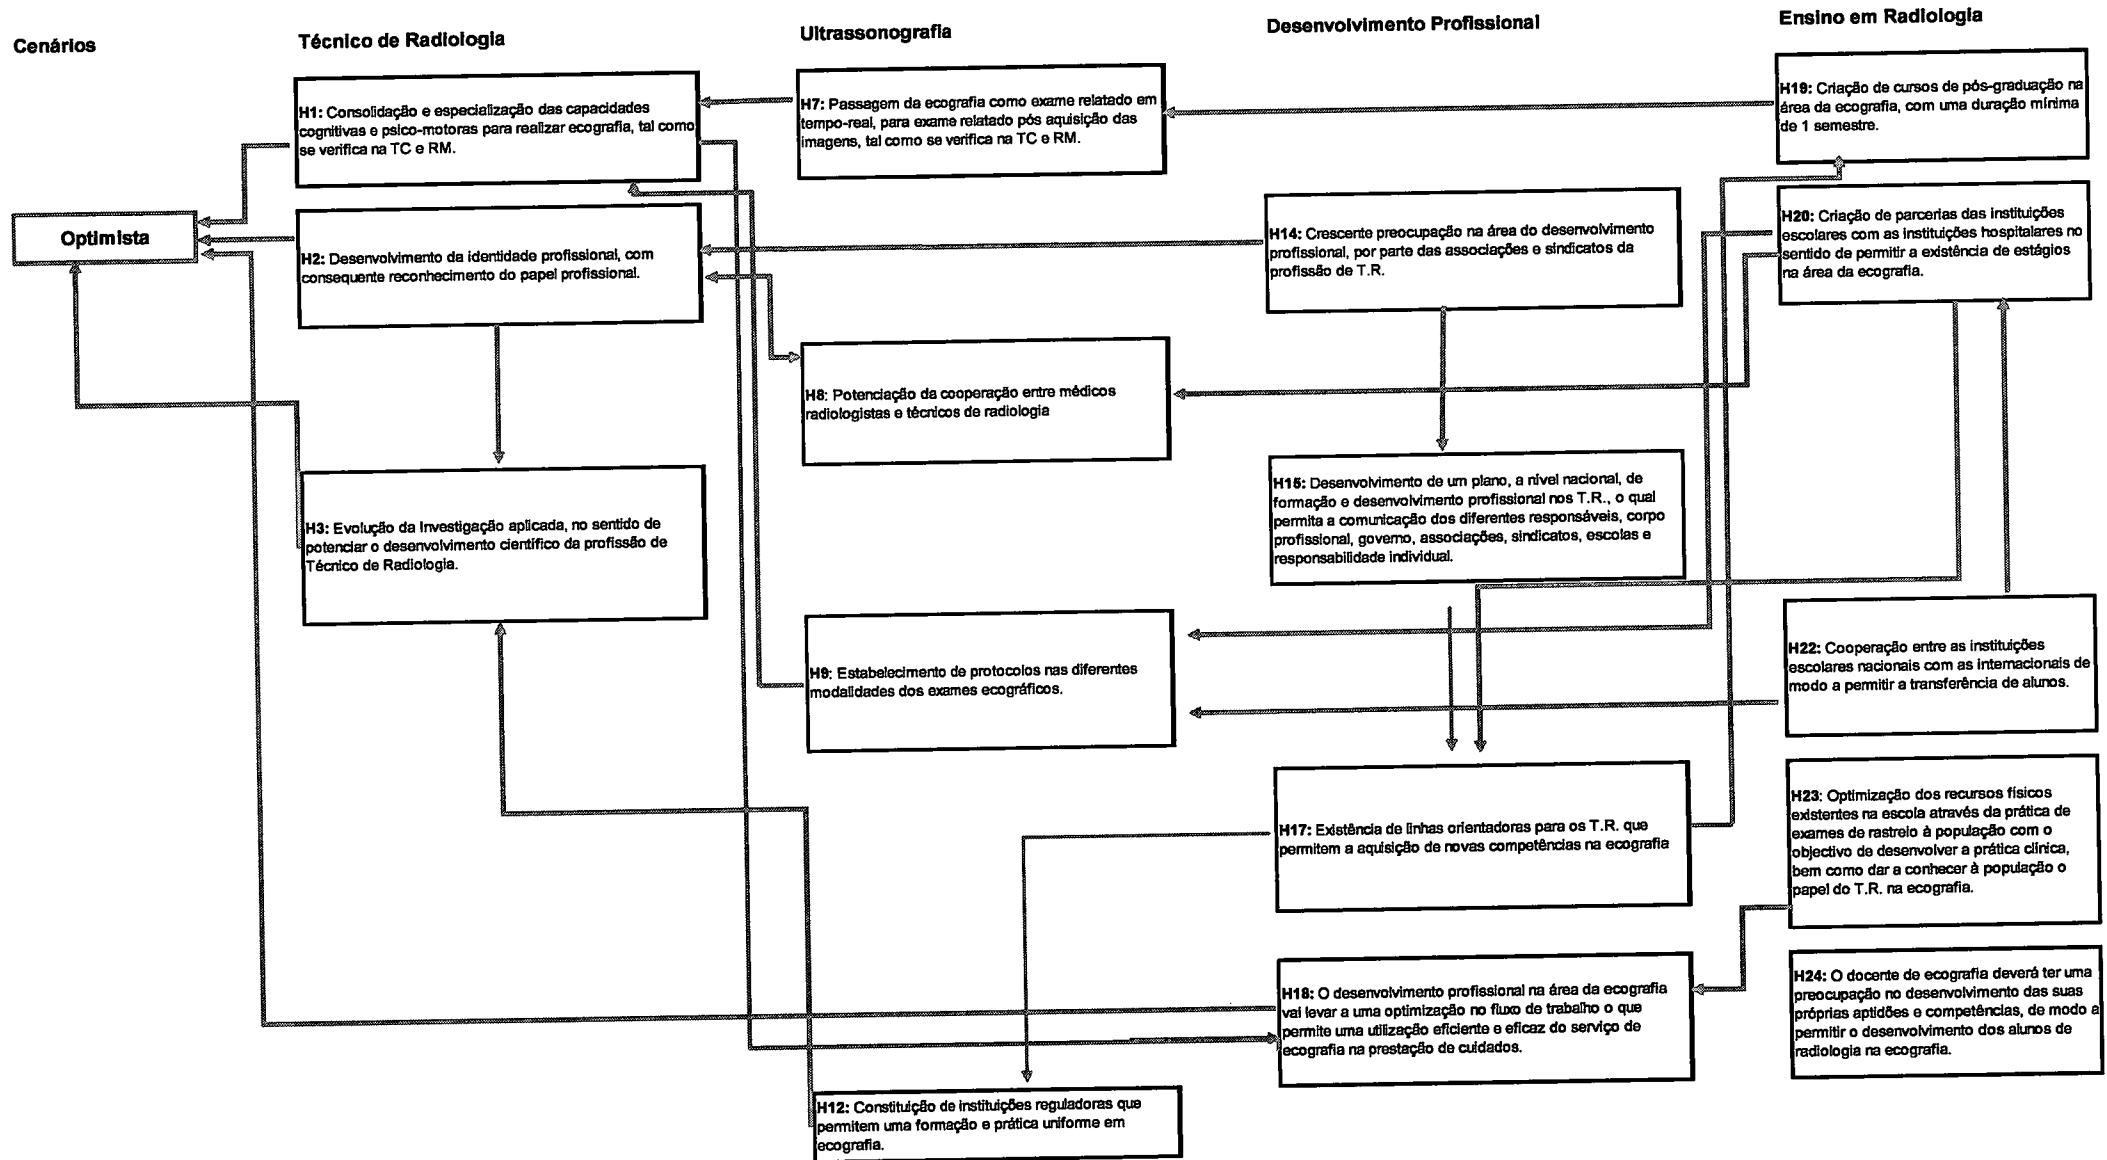 Cenários
Técnico de Radiologia
Ultrassonografia
Desenvolvimento Profissional
Ensino em Radiologia
Optimista
H1: Consolidação e especialização das capacidades
cognitivas e psico-motoras para realizar ecografia, tal como
se verifica na TC e RM.
H2: Desenvolvimento da identidade profissional, com
consequente reconhecimento do papel profissional.
H3: Evolução da Investigação aplicada, no sentido de
potenciar o desenvolvimento científico da profissão de
Técnico de Radiologia.
H7: Passagem da ecografia como exame relatado em
tempo-real, para exame relatado pós aquisição das
imagens, tal como se verifica na TC e RM.
H8: Potenciação da cooperação entre médicos
radiologistas e técnicos de radiologia
H9: Estabelecimento de protocolos nas diferentes
modalidades dos exames ecográficos.
H12: Constituição de instituições reguladoras que
permitem uma formação e prática uniforme em
ecografia.
H14: Crescente preocupação na área do desenvolvimento
profissional, por parte das associações e sindicatos da
profissão de T.R.
H15: Desenvolvimento de um plano, a nível nacional, de
formação e desenvolvimento profissional nos T.R., o qual
permita a comunicação dos diferentes responsáveis, corpo
profissional, governo, associações, sindicatos, escolas e
responsabilidade individual.
H17: Existência de linhas orientadoras para os T.R. que
permitem a aquisição de novas competências na ecografia
H18: O desenvolvimento profissional na área da ecografia
vai levar a uma optimização no fluxo de trabalho o que
permite uma utilização eficiente e eficaz do serviço de
ecografia na prestação de cuidados.
H19: Criação de cursos de pós-graduação na
área da ecografia, com uma duração mínima
de 1 semestre.
H20: Criação de parcerias das instituições
escolares com as instituições hospitalares no
sentido de permitir a existência de estágios
na área da ecografia.
H22: Cooperação entre as instituições
escolares nacionais com as internacionais de
modo a permitir a transferência de alunos.
H23: Optimização dos recursos físicos
existentes na escola através da prática de
exames de rastreio à população com o
objectivo de desenvolver a prática clínica,
bem como dar a conhecer à população o
papel do T.R. na ecografia.
H24: O docente de ecografia deverá ter uma
preocupação no desenvolvimento das suas
próprias aptidões e competências, de modo a
permitir o desenvolvimento dos alunos de
radiologia na ecografia.